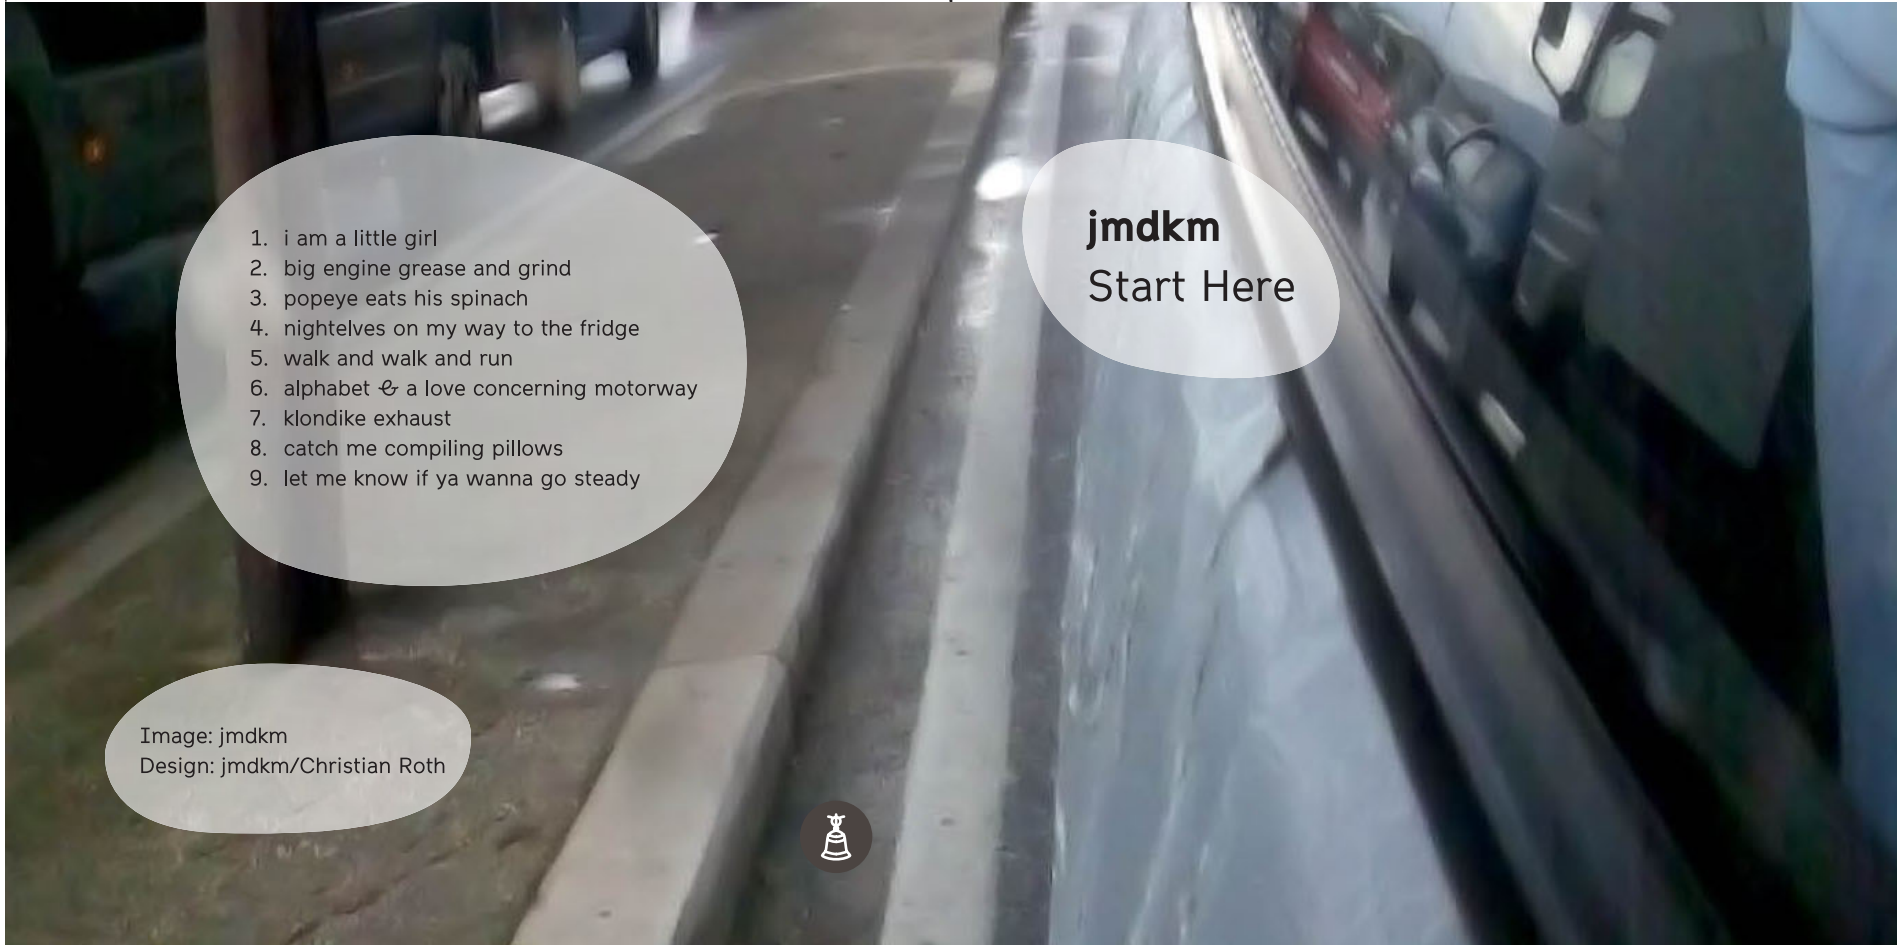 1. i am a little girl
2. big engine grease and grind
3. popeye eats his spinach
4. nightelves on my way to the fridge
5. walk and walk and run
6. alphabet & a love concerning motorway
7. klondike exhaust
8. catch me compiling pillows
9. let me know if ya wanna go steady
Image: jmdkm
Design: jmdkm/Christian Roth
jmdkm
Start Here